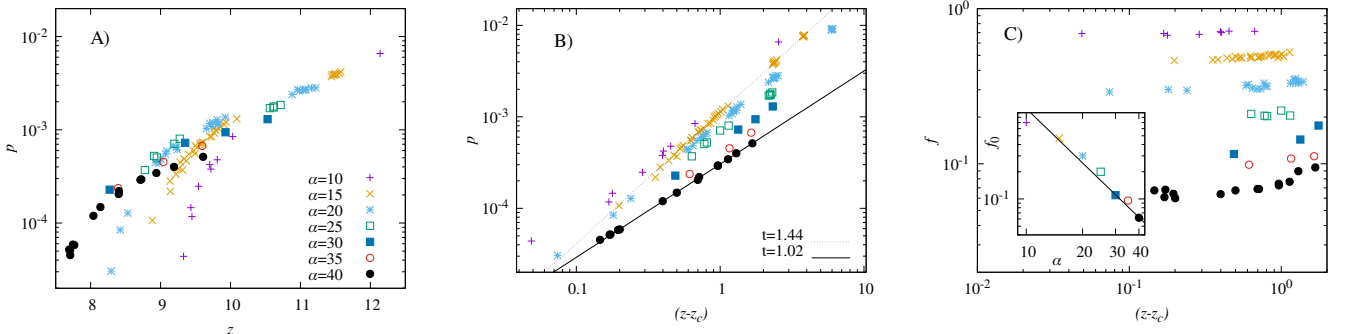 A)
p
10^-2
10^-3
10^-4
8 9 10 11 12
z
α=10
α=15
α=20
α=25
α=30
α=35
α=40
B)
p
10^-2
10^-3
10^-4
0.1 1 10
(z-z_c)
t=1.44
t=1.02
C)
f
10^0
10^-1
10^-2 10^-1 10^0
(z-z_c)
f_0
10^-1
10 20 30 40
α